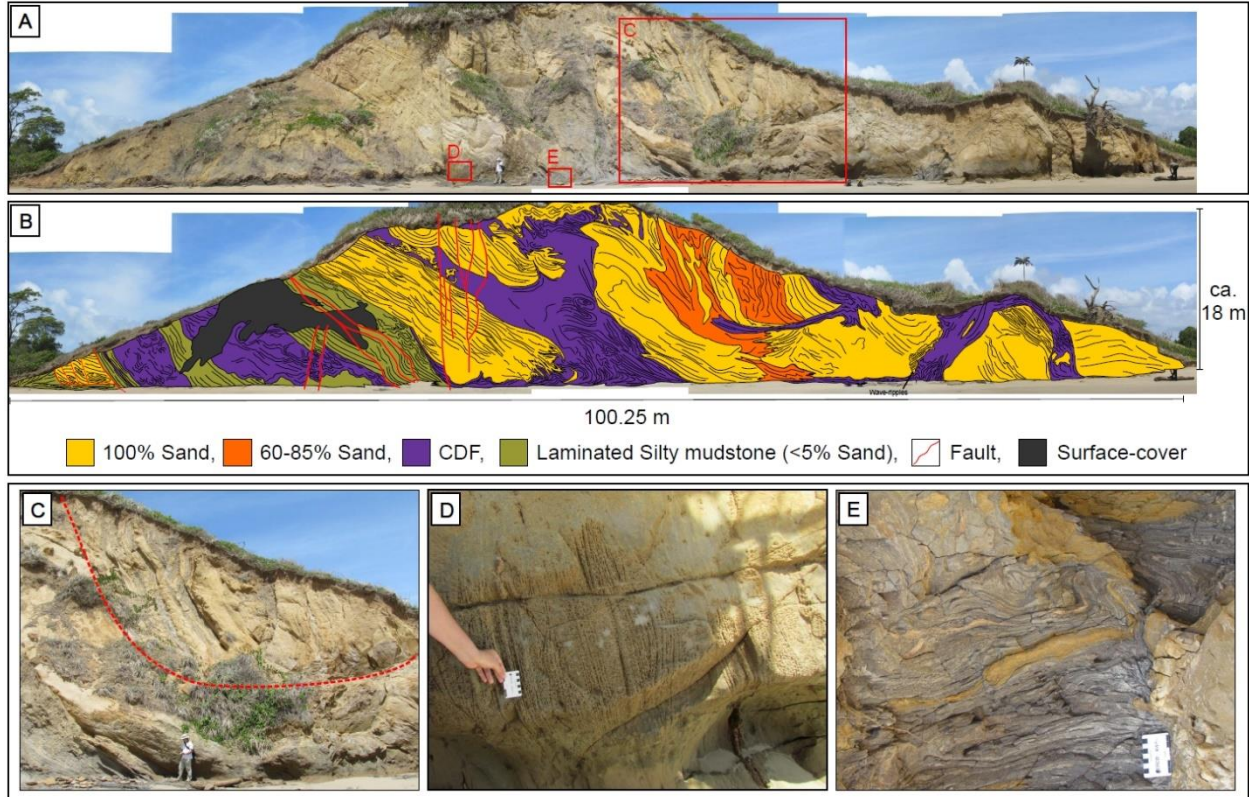 A
C
D
E
B
ca.
18 m
Wave-ripples
100.25 m
100% Sand, 60-85% Sand, CDF, Laminated Silty mudstone (<5% Sand), Fault, Surface-cover
C
D
E